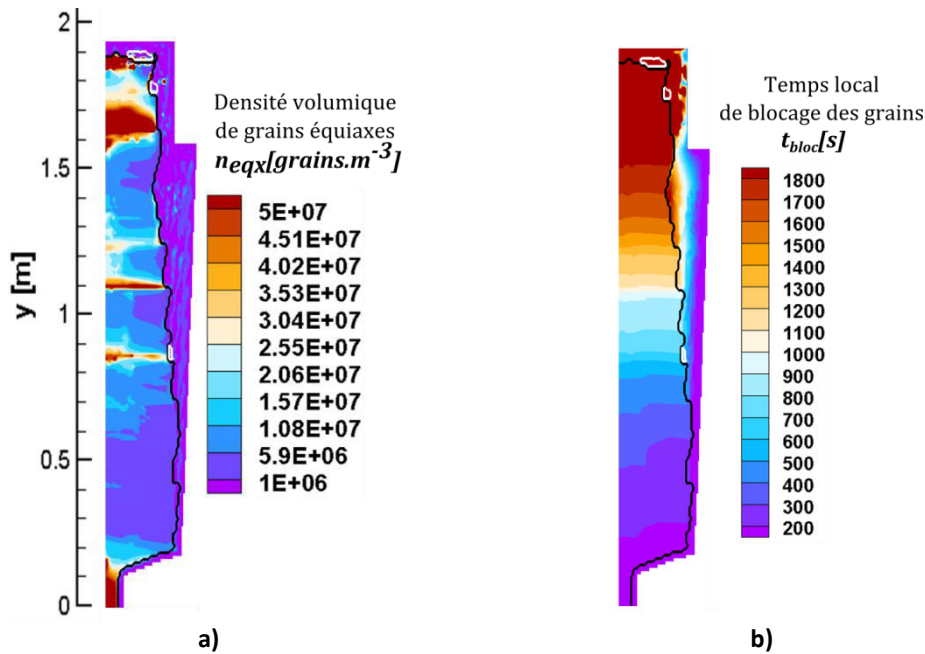 2
1.5
1
0.5
0
y [m]
Densité volumique
de grains équiaxes
n_eqx[grains.m^-3]
5E+07
4.51E+07
4.02E+07
3.53E+07
3.04E+07
2.55E+07
2.06E+07
1.57E+07
1.08E+07
5.9E+06
1E+06
a)
Temps local
de blocage des grains
t_bloc[s]
1800
1700
1600
1500
1400
1300
1200
1100
1000
900
800
700
600
500
400
300
200
b)